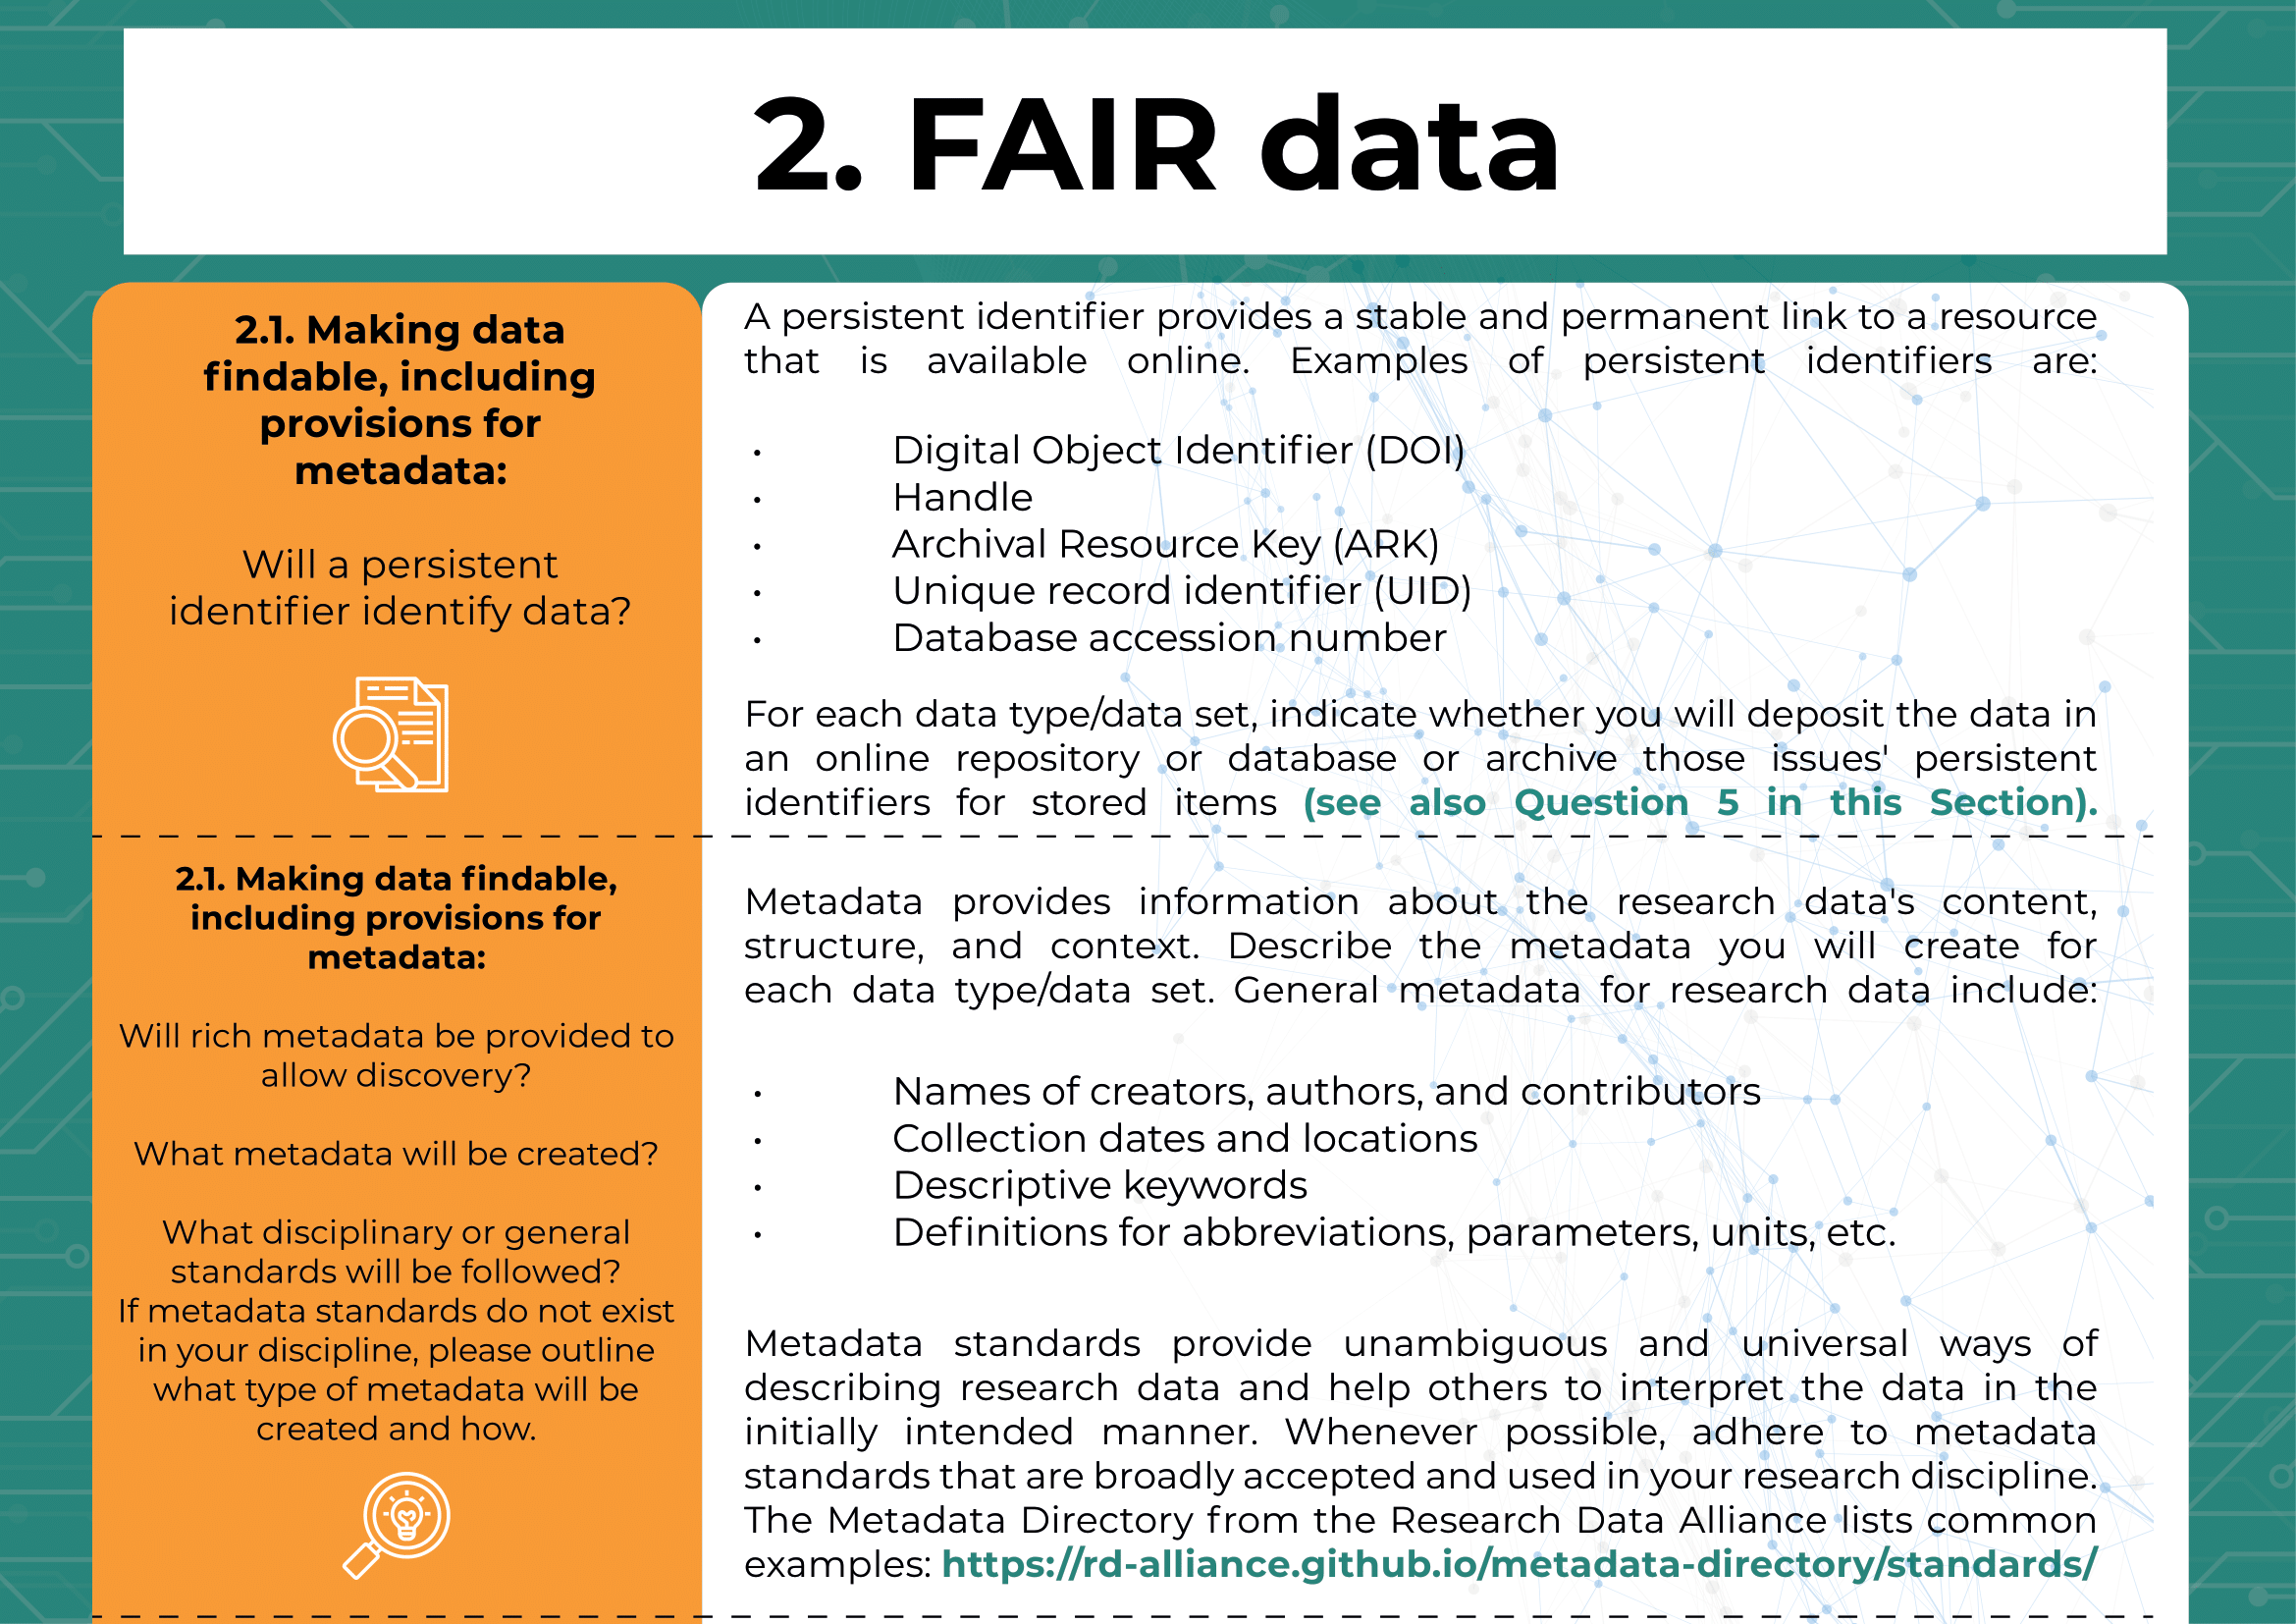 2. FAIR data
2.1. Making data
findable, including
provisions for
metadata:
Will a persistent
identifier identify data?
A persistent identifier provides a stable and permanent link to a resource
that is available online. Examples of persistent identifiers are:
· Digital Object Identifier (DOI)
· Handle
· Archival Resource Key (ARK)
· Unique record identifier (UID)
· Database accession number
For each data type/data set, indicate whether you will deposit the data in
an online repository or database or archive those issues' persistent
identifiers for stored items (see also Question 5 in this Section).
2.1. Making data findable,
including provisions for
metadata:
Will rich metadata be provided to
allow discovery?
What metadata will be created?
What disciplinary or general
standards will be followed?
If metadata standards do not exist
in your discipline, please outline
what type of metadata will be
created and how.
Metadata provides information about the research data's content,
structure, and context. Describe the metadata you will create for
each data type/data set. General metadata for research data include:
· Names of creators, authors, and contributors
· Collection dates and locations
· Descriptive keywords
· Definitions for abbreviations, parameters, units, etc.
Metadata standards provide unambiguous and universal ways of
describing research data and help others to interpret the data in the
initially intended manner. Whenever possible, adhere to metadata
standards that are broadly accepted and used in your research discipline.
The Metadata Directory from the Research Data Alliance lists common
examples: https://rd-alliance.github.io/metadata-directory/standards/